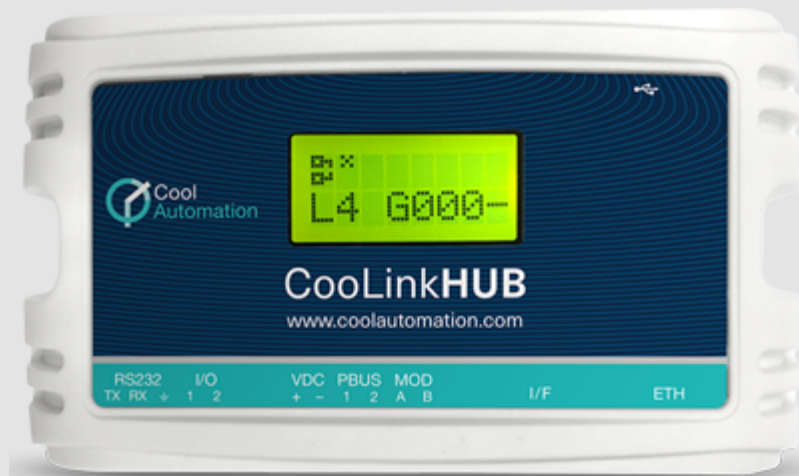 Cool
Automation
L4 G000-
CooLinkHUB
www.coolautomation.com
RS232 I/O VDC PBUS MOD I/F ETH
TX RX ⏚ 1 2 + - 1 2 A B